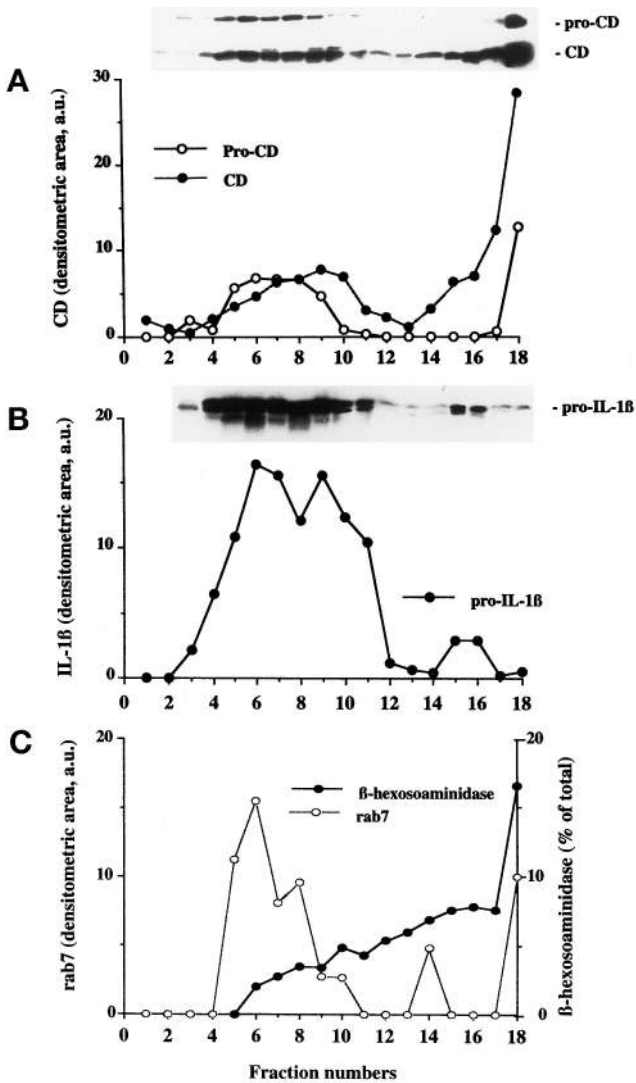 - pro-CD
- CD
A
30
20
10
0
CD (densitometric area, a.u.)
Pro-CD
CD
0 2 4 6 8 10 12 14 16 18
B
- pro-IL-1ß
20
10
0
IL-1ß (densitometric area, a.u.)
pro-IL-1ß
0 2 4 6 8 10 12 14 16 18
C
20
10
0
rab7 (densitometric area, a.u.)
ß-hexosoaminidase
rab7
20
10
0
ß-hexosoaminidase (% of total)
0 2 4 6 8 10 12 14 16 18
Fraction numbers